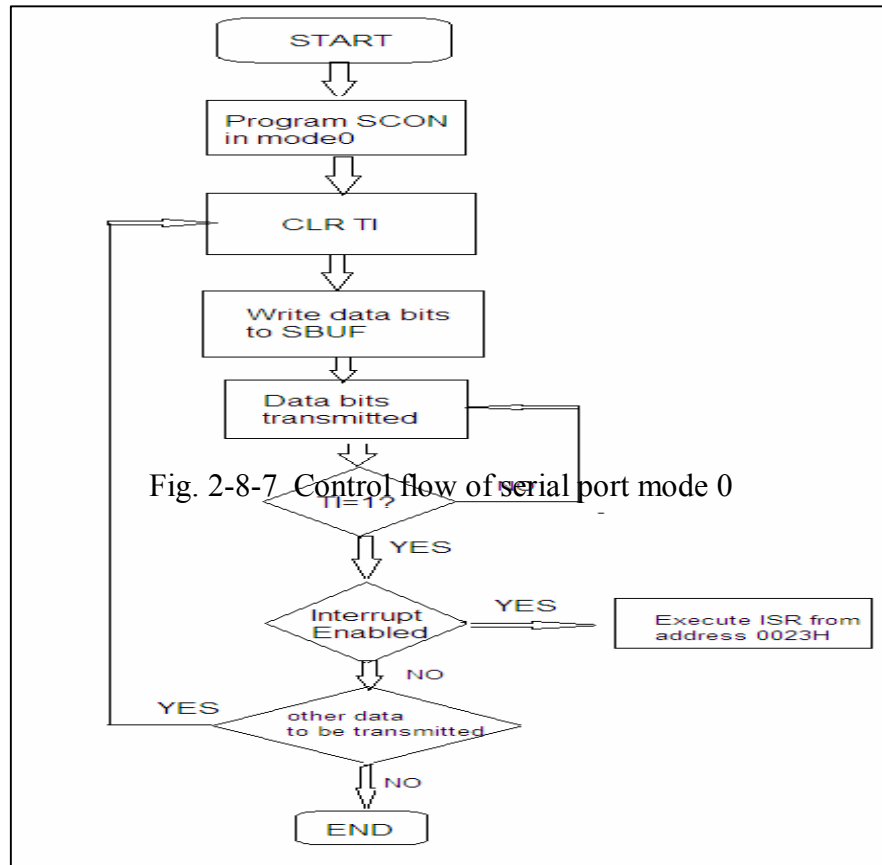 START
Program SCON
in mode0
CLR TI
Write data bits
to SBUF
Data bits
transmitted
Fig. 2-8-7 Control flow of serial port mode 0
TI=1?
NO
YES
Interrupt
Enabled
YES
Execute ISR from
address 0023H
NO
other data
to be transmitted
YES
NO
END